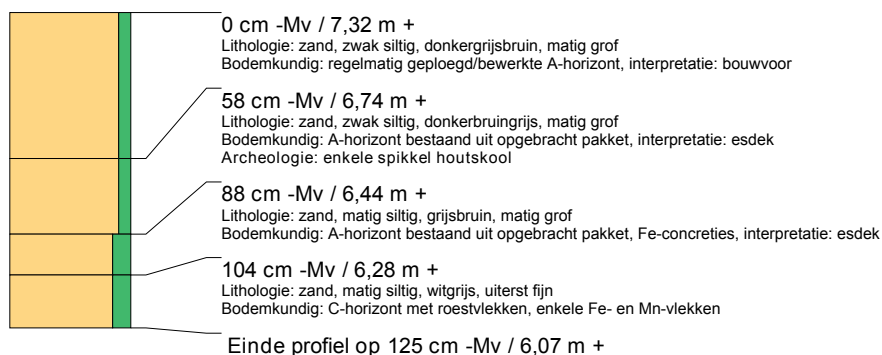 0 cm -Mv / 7,32 m +
Lithologie: zand, zwak siltig, donkergrijsbruin, matig grof
Bodemkundig: regelmatig geploegd/bewerkte A-horizont, interpretatie: bouwvoor
58 cm -Mv / 6,74 m +
Lithologie: zand, zwak siltig, donkerbruingrijs, matig grof
Bodemkundig: A-horizont bestaand uit opgebracht pakket, interpretatie: esdek
Archeologie: enkele spikkel houtskool
88 cm -Mv / 6,44 m +
Lithologie: zand, matig siltig, grijsbruin, matig grof
Bodemkundig: A-horizont bestaand uit opgebracht pakket, Fe-concreties, interpretatie: esdek
104 cm -Mv / 6,28 m +
Lithologie: zand, matig siltig, witgrijs, uiterst fijn
Bodemkundig: C-horizont met roestvlekken, enkele Fe- en Mn-vlekken
Einde profiel op 125 cm -Mv / 6,07 m +